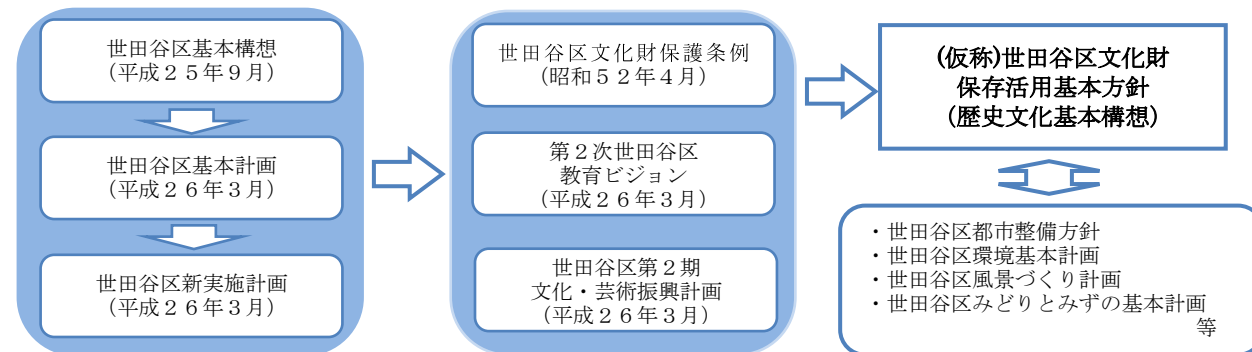 世田谷区基本構想
(平成２５年９月)
世田谷区基本計画
(平成２６年３月)
世田谷区新実施計画
(平成２６年３月)
世田谷区文化財保護条例
(昭和５２年４月)
第２次世田谷区
教育ビジョン
(平成２６年３月)
世田谷区第２期
文化・芸術振興計画
(平成２６年３月)
(仮称)世田谷区文化財
保存活用基本方針
(歴史文化基本構想)
・世田谷区都市整備方針
・世田谷区環境基本計画
・世田谷区風景づくり計画
・世田谷区みどりとみずの基本計画
等